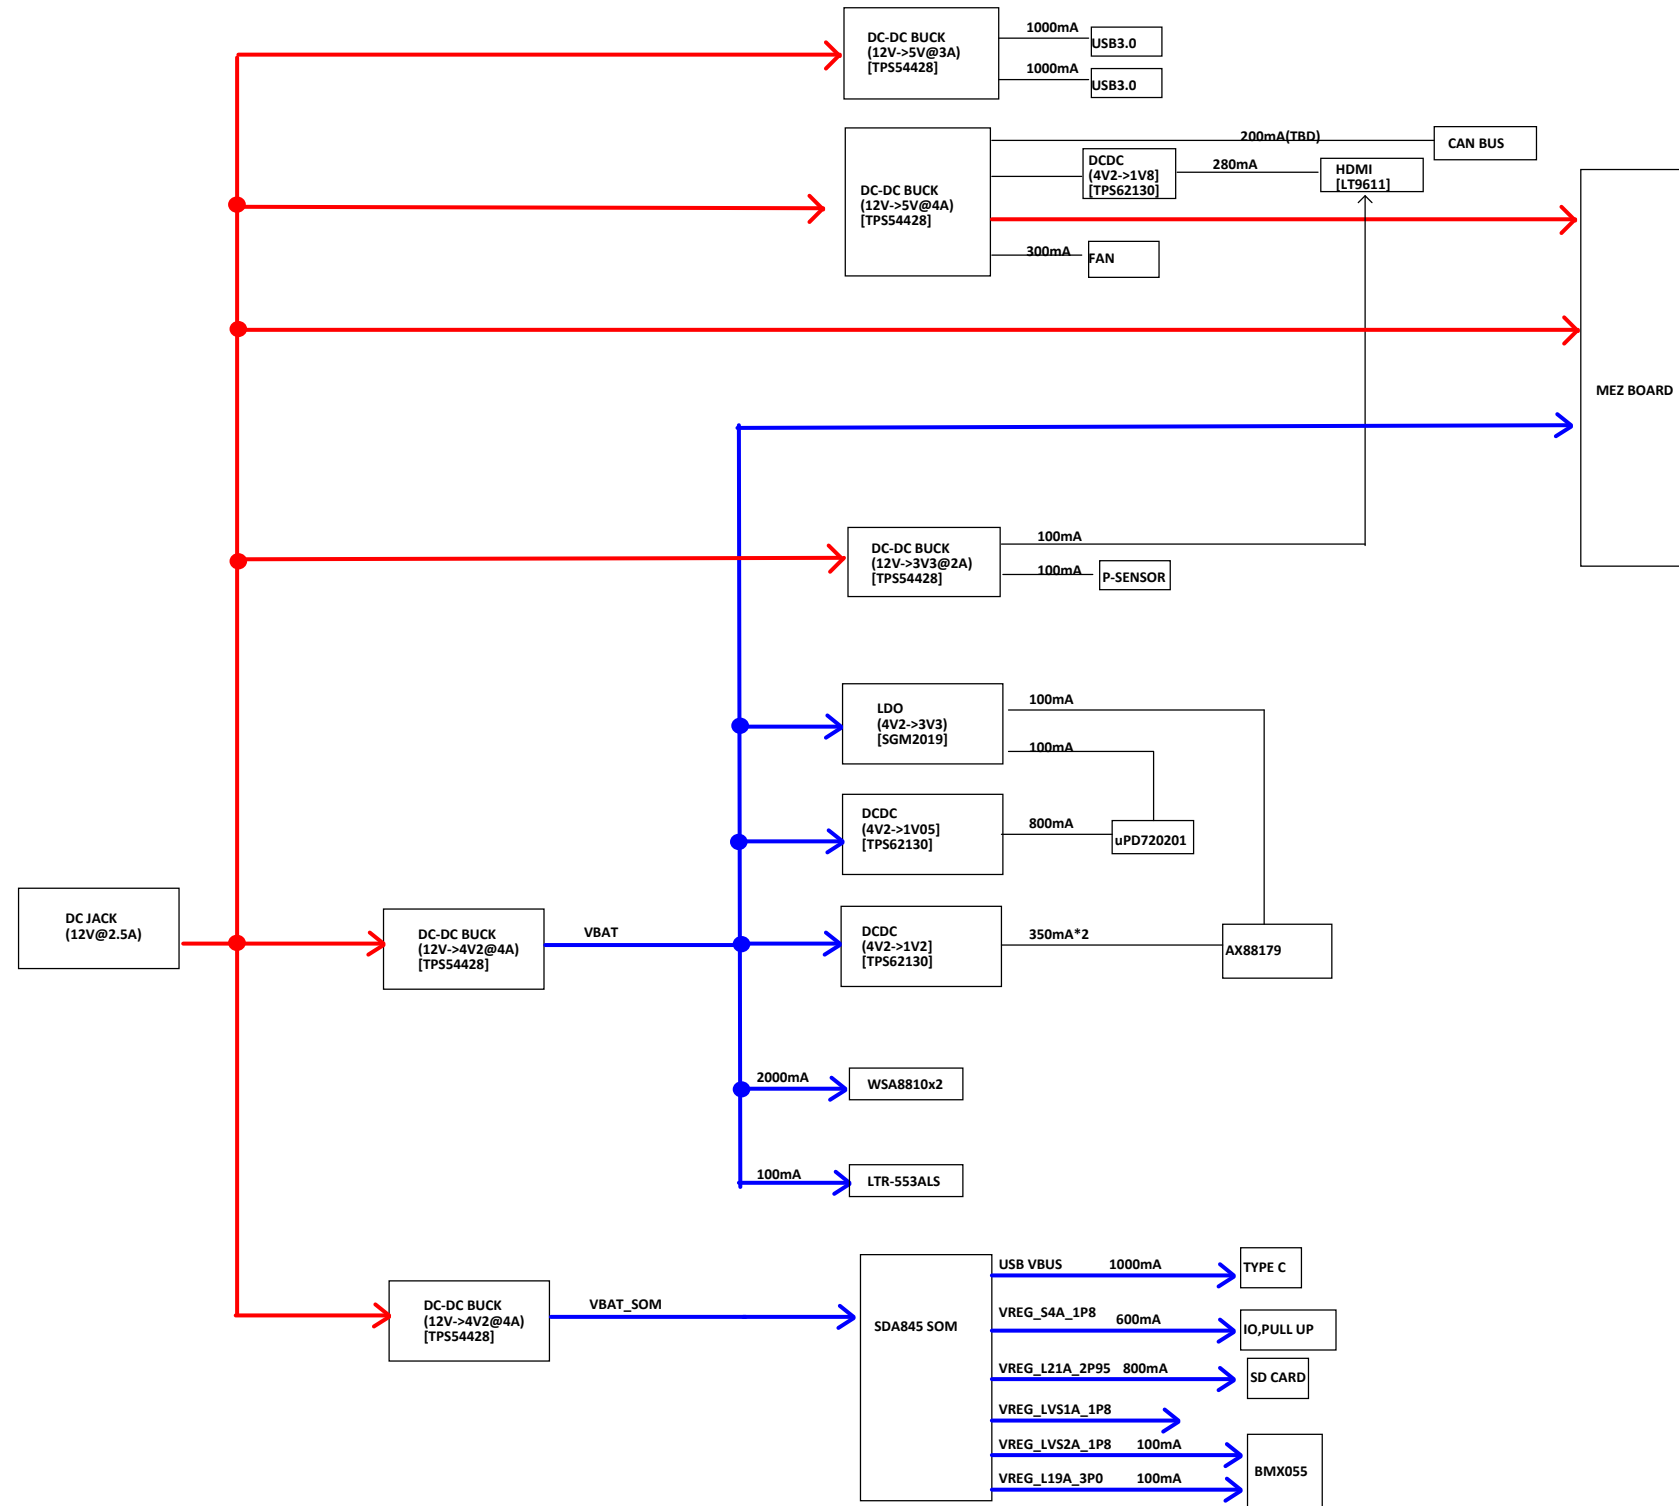 DC-DC BUCK
(12V->5V@3A)
[TPS54428]
1000mA
USB3.0
1000mA
USB3.0
DC-DC BUCK
(12V->5V@4A)
[TPS54428]
200mA(TBD)
CAN BUS
DCDC
(4V2->1V8]
[TPS62130]
280mA
HDMI
[LT9611]
300mA
FAN
MEZ BOARD
DC-DC BUCK
(12V->3V3@2A)
[TPS54428]
100mA
100mA
P-SENSOR
LDO
(4V2->3V3)
[SGM2019]
100mA
100mA
DCDC
(4V2->1V05]
[TPS62130]
800mA
uPD720201
DC JACK
(12V@2.5A)
DC-DC BUCK
(12V->4V2@4A)
[TPS54428]
VBAT
DCDC
(4V2->1V2]
[TPS62130]
350mA*2
AX88179
2000mA
WSA8810x2
100mA
LTR-553ALS
DC-DC BUCK
(12V->4V2@4A)
[TPS54428]
VBAT_SOM
SDA845 SOM
USB VBUS 1000mA
TYPE C
VREG_S4A_1P8 600mA
IO,PULL UP
VREG_L21A_2P95 800mA
SD CARD
VREG_LVS1A_1P8
VREG_LVS2A_1P8 100mA
VREG_L19A_3P0 100mA
BMX055